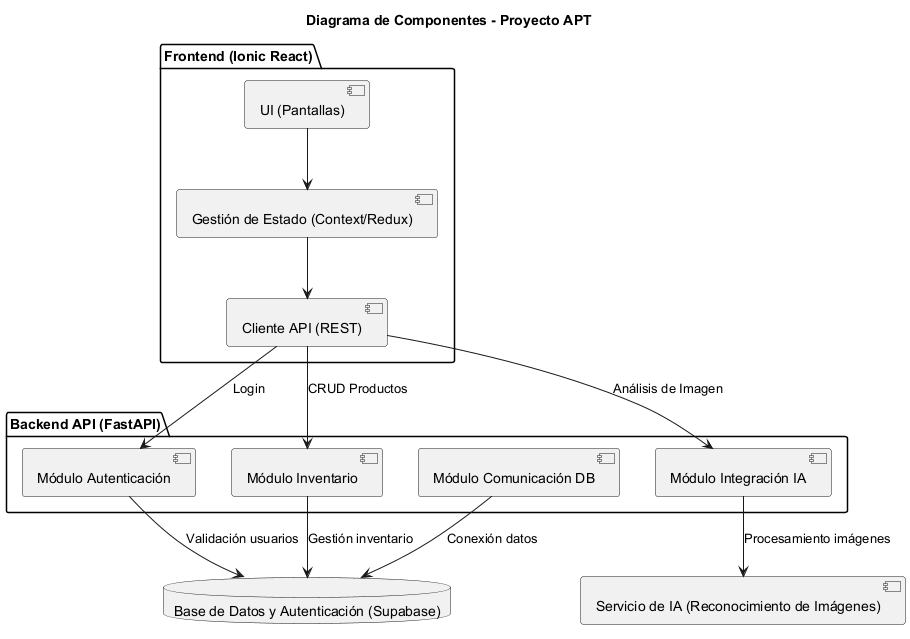 Diagrama de Componentes - Proyecto APT
Frontend (Ionic React)
UI (Pantallas)
Gestión de Estado (Context/Redux)
Cliente API (REST)
Login
CRUD Productos
Análisis de Imagen
Backend API (FastAPI)
Módulo Autenticación
Módulo Inventario
Módulo Comunicación DB
Módulo Integración IA
Validación usuarios
Gestión inventario
Conexión datos
Procesamiento imágenes
Base de Datos y Autenticación (Supabase)
Servicio de IA (Reconocimiento de Imágenes)